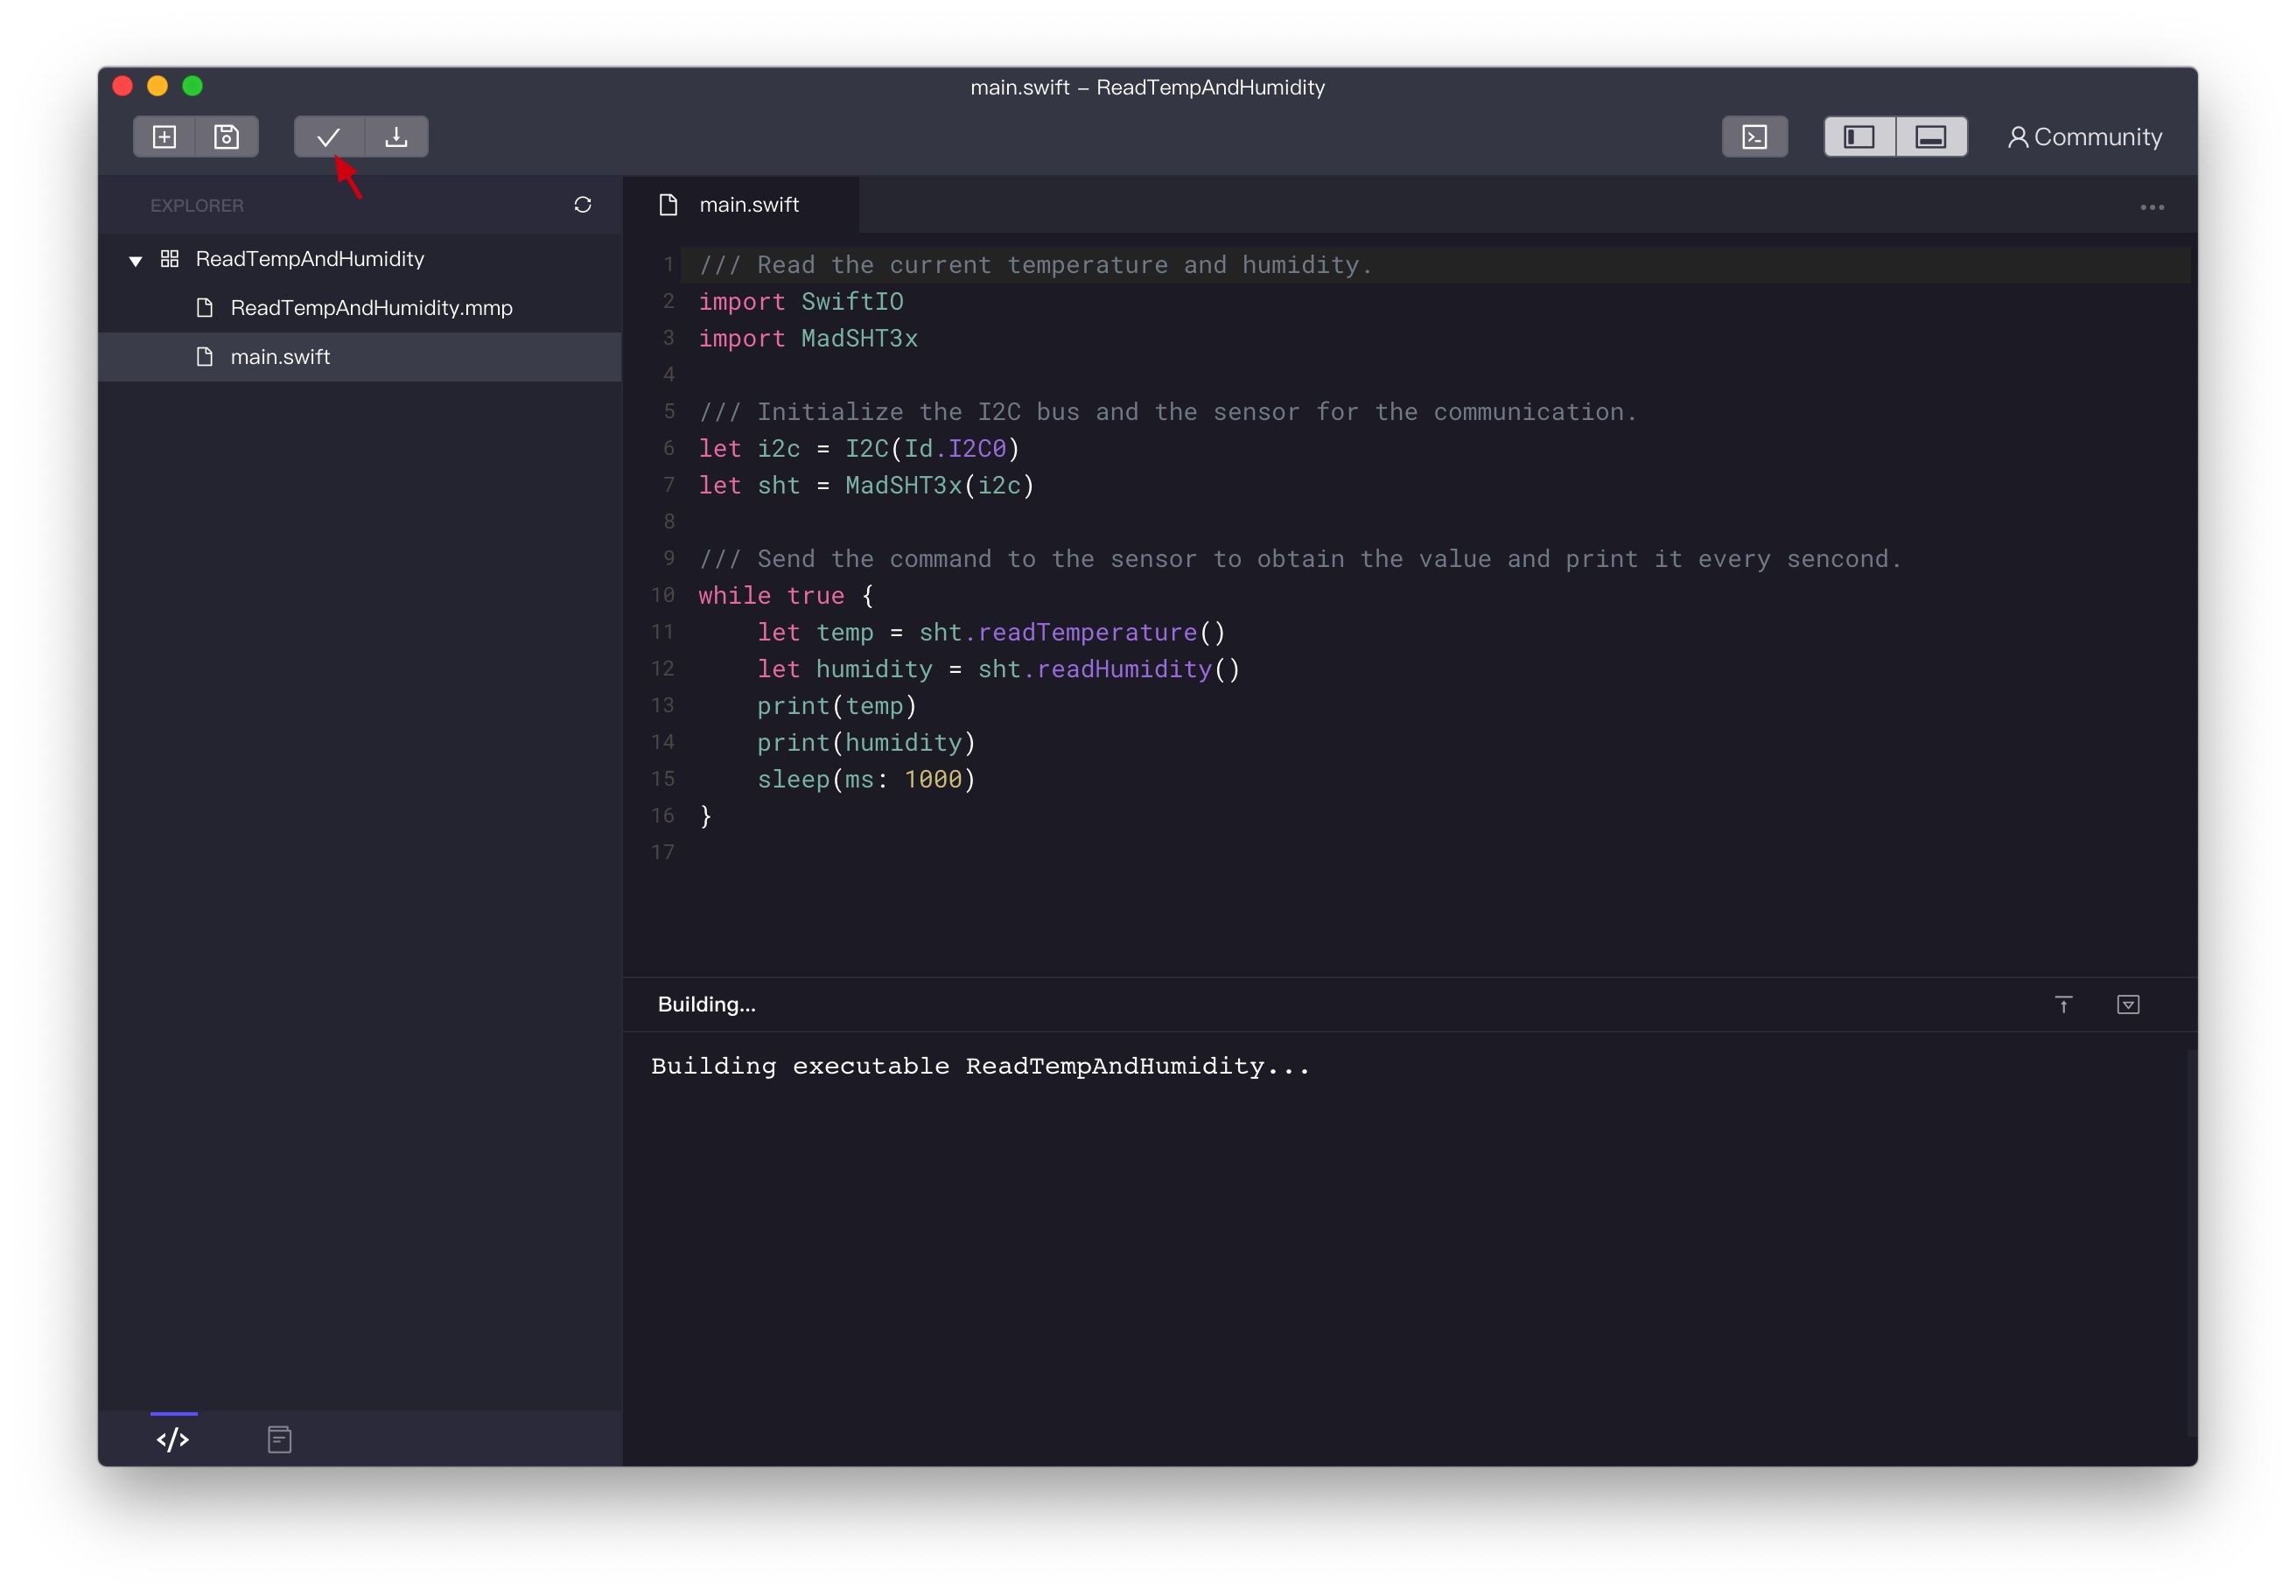 main.swift – ReadTempAndHumidity
Community
EXPLORER
main.swift
ReadTempAndHumidity
ReadTempAndHumidity.mmp
main.swift
1 /// Read the current temperature and humidity.
2 import SwiftIO
3 import MadSHT3x
4
5 /// Initialize the I2C bus and the sensor for the communication.
6 let i2c = I2C(Id.I2C0)
7 let sht = MadSHT3x(i2c)
8
9 /// Send the command to the sensor to obtain the value and print it every sencond.
10 while true {
11     let temp = sht.readTemperature()
12     let humidity = sht.readHumidity()
13     print(temp)
14     print(humidity)
15     sleep(ms: 1000)
16 }
17
Building...
Building executable ReadTempAndHumidity...